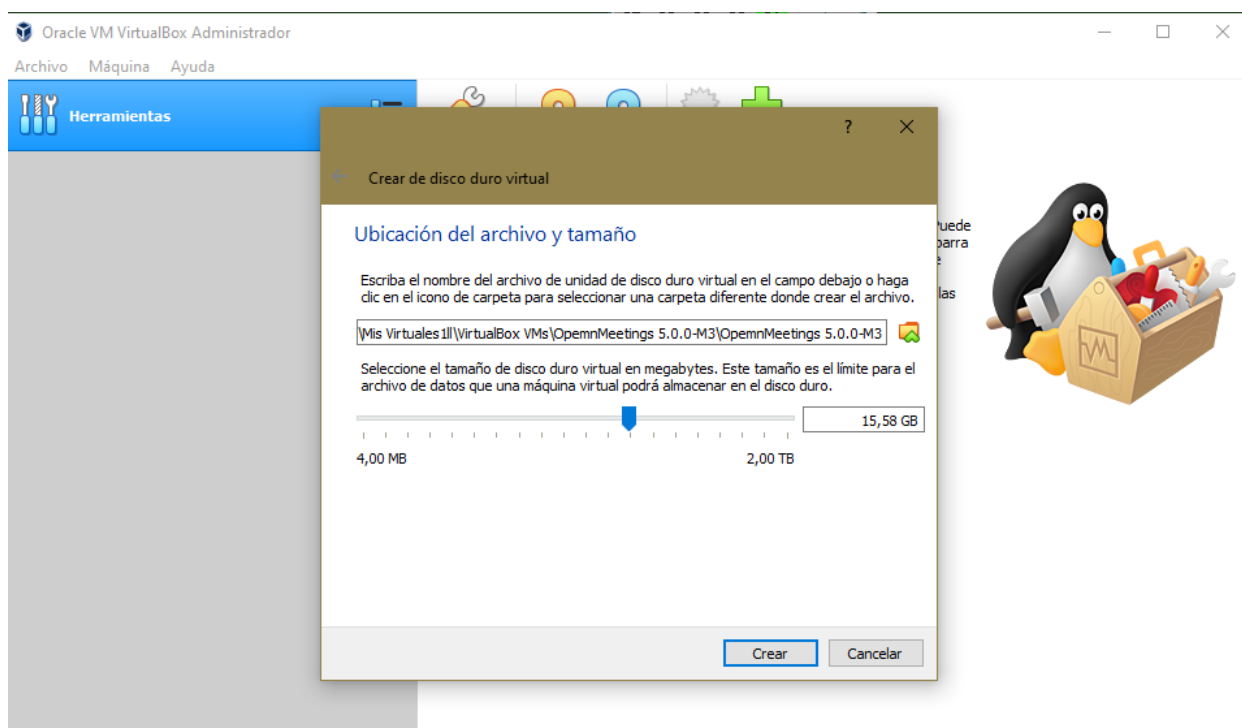 Oracle VM VirtualBox Administrador
Archivo Máquina Ayuda
Herramientas
?
Crear de disco duro virtual
Ubicación del archivo y tamaño
Escriba el nombre del archivo de unidad de disco duro virtual en el campo debajo o haga
clic en el icono de carpeta para seleccionar una carpeta diferente donde crear el archivo.
\Mis Virtuales1ll\VirtualBox VMs\OpemnMeetings 5.0.0-M3\OpemnMeetings 5.0.0-M3
Seleccione el tamaño de disco duro virtual en megabytes. Este tamaño es el límite para el
archivo de datos que una máquina virtual podrá almacenar en el disco duro.
15,58 GB
4,00 MB 2,00 TB
Crear Cancelar
las